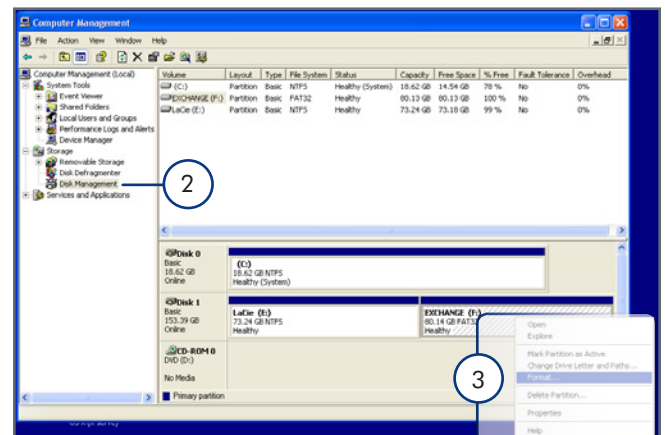 Computer Management
File Action View Window Help
Computer Management (Local)
System Tools
Event Viewer
Shared Folders
Local Users and Groups
Performance Logs and Alerts
Device Manager
Storage
Removable Storage
Disk Defragmenter
Disk Management
Services and Applications
2
Volume Layout Type File System Status Capacity Free Space % Free Fault Tolerance Overhead
(C:) Partition Basic NTFS Healthy (System) 18.62 GB 14.54 GB 78 % No 0%
EXCHANGE (F:) Partition Basic FAT32 Healthy 80.13 GB 80.13 GB 100 % No 0%
LaCie (E:) Partition Basic NTFS Healthy 73.24 GB 73.18 GB 99 % No 0%
Disk 0
Basic
18.62 GB
Online
(C:)
18.62 GB NTFS
Healthy (System)
Disk 1
Basic
153.39 GB
Online
LaCie (E:)
73.24 GB NTFS
Healthy
EXCHANGE (F:)
80.14 GB FAT32
Healthy
CD-ROM 0
DVD (D:)
No Media
Primary partition
3
Open
Explore
Mark Partition as Active
Change Drive Letter and Paths...
Format...
Delete Partition...
Properties
Help